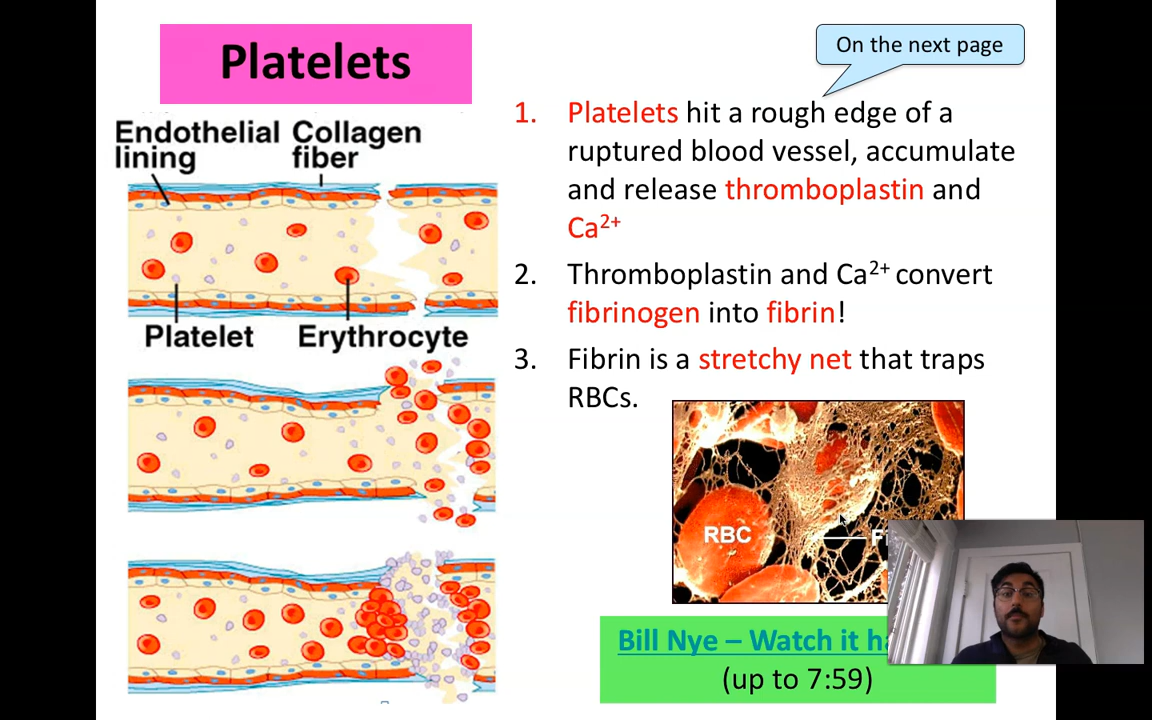 Platelets
On the next page
Endothelial Collagen
lining fiber
Platelet Erythrocyte
1. Platelets hit a rough edge of a
ruptured blood vessel, accumulate
and release thromboplastin and
Ca2+
2. Thromboplastin and Ca2+ convert
fibrinogen into fibrin!
3. Fibrin is a stretchy net that traps
RBCs.
RBC
Bill Nye – Watch it
(up to 7:59)